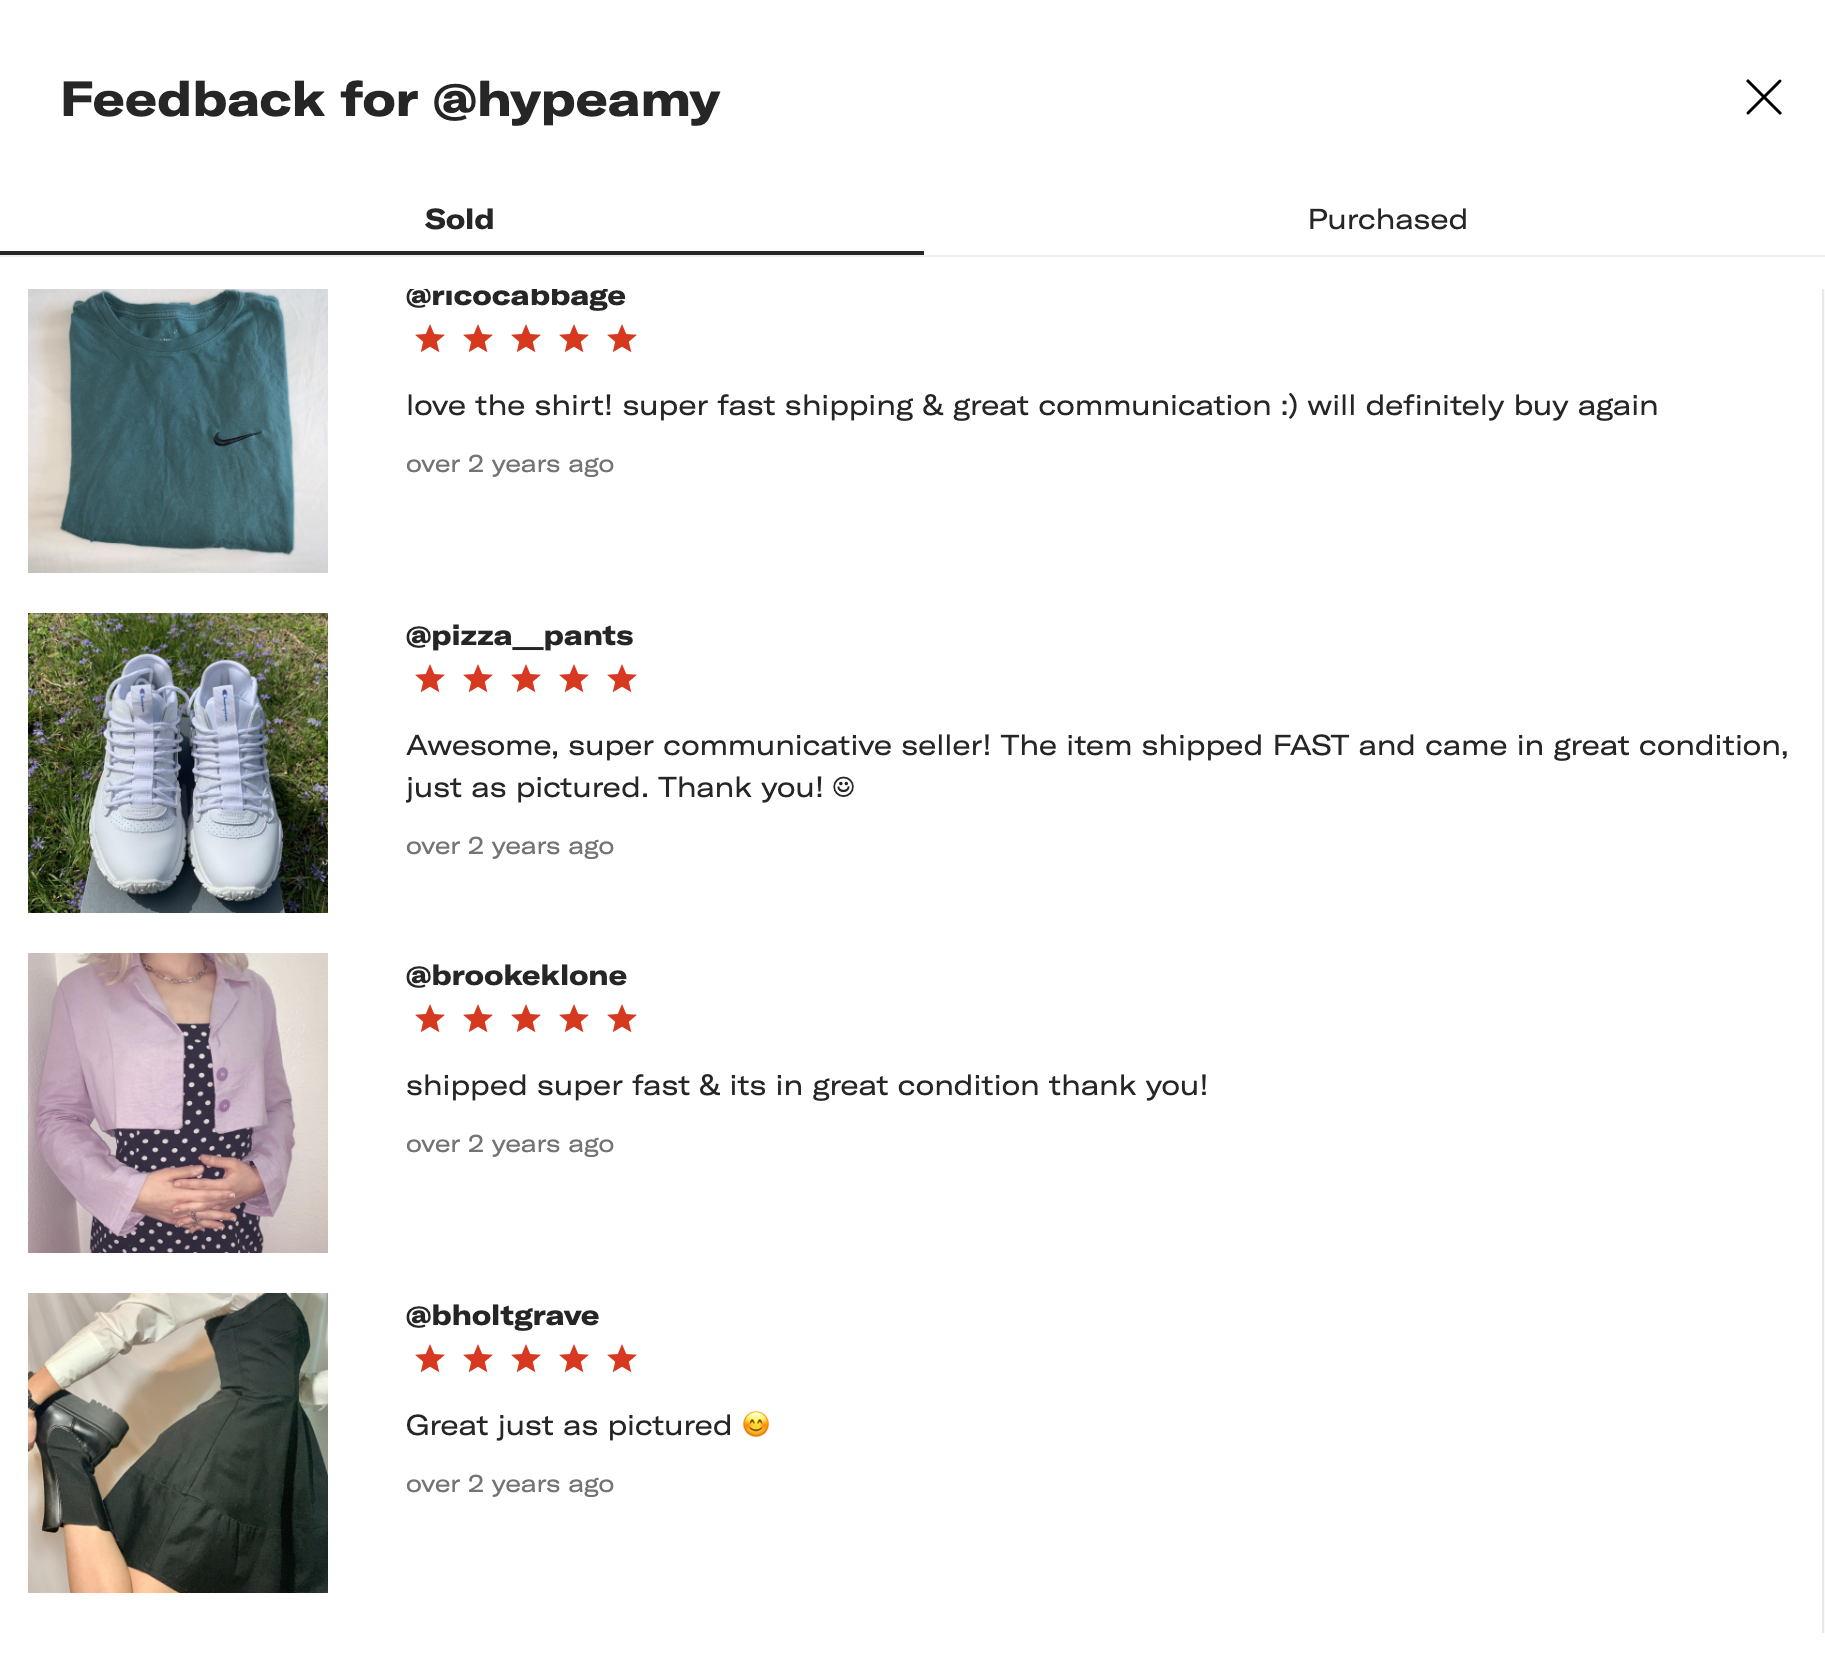 Feedback for @hypeamy
Sold
Purchased
@ricocabbage
love the shirt! super fast shipping & great communication :) will definitely buy again
over 2 years ago
@pizza__pants
Awesome, super communicative seller! The item shipped FAST and came in great condition,
just as pictured. Thank you! ☺
over 2 years ago
@brookeklone
shipped super fast & its in great condition thank you!
over 2 years ago
@bholtgrave
Great just as pictured 😊
over 2 years ago